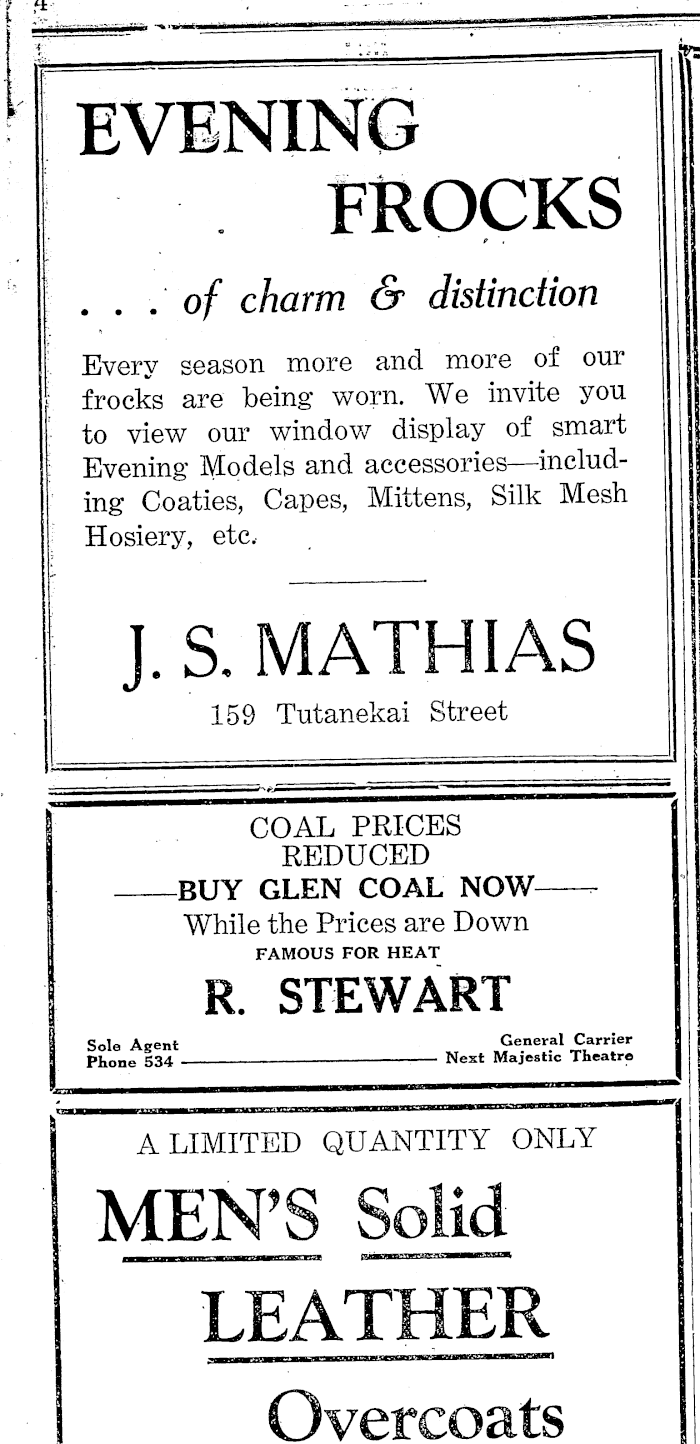 4
EVENING
FROCKS
. . . of charm & distinction
Every season more and more of our
frocks are being worn. We invite you
to view our window display of smart
Evening Models and accessories—includ-
ing Coaties, Capes, Mittens, Silk Mesh
Hosiery, etc.
J. S. MATHIAS
159 Tutanekai Street
COAL PRICES
REDUCED
BUY GLEN COAL NOW
While the Prices are Down
FAMOUS FOR HEAT
R. STEWART
Sole Agent
Phone 534
General Carrier
Next Majestic Theatre
A LIMITED QUANTITY ONLY
MEN'S Solid
LEATHER
Overcoats